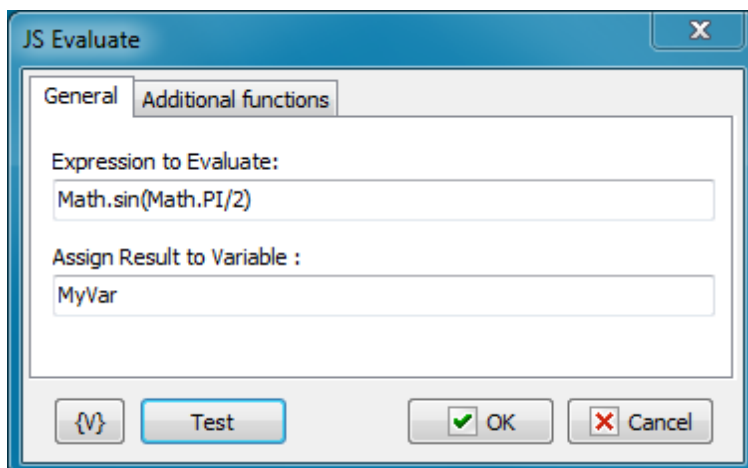 JS Evaluate
General Additional functions
Expression to Evaluate:
Math.sin(Math.PI/2)
Assign Result to Variable :
MyVar
{V} Test OK Cancel